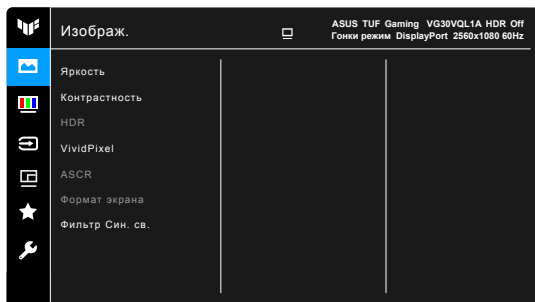 Изображ.
ASUS TUF Gaming VG30VQL1A HDR Off
Гонки режим DisplayPort 2560x1080 60Hz
Яркость
Контрастность
HDR
VividPixel
ASCR
Формат экрана
Фильтр Син. св.